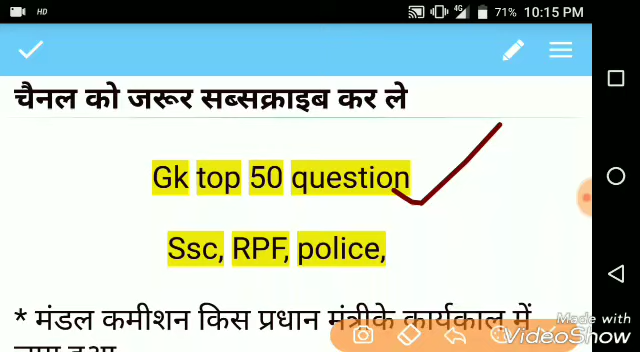 HD 4G 71% 10:15 PM
चैनल को जरूर सब्सक्राइब कर ले
Gk top 50 question
Ssc, RPF, police,
* मंडल कमीशन किस प्रधान मंत्रीके कार्यकाल में
Made with
VideoShow